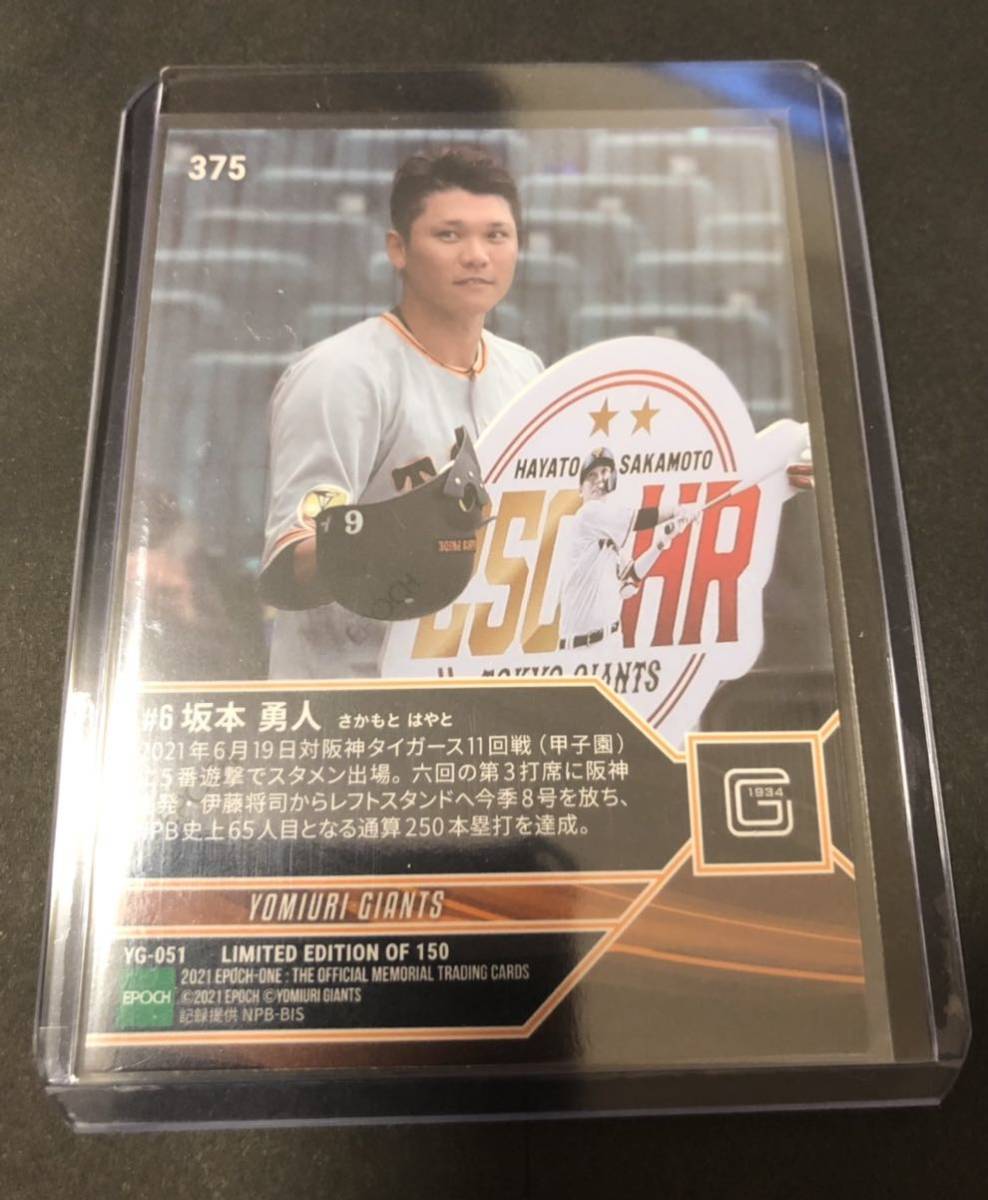 375
HAYATO SAKAMOTO
250 HR
TOKYO GIANTS
#6 坂本 勇人 さかもと はやと
2021年6月19日対阪神タイガース11回戦（甲子園）
5番遊撃でスタメン出場。六回の第3打席に阪神
発・伊藤将司からレフトスタンドへ今季8号を放ち、
NPB史上65人目となる通算250本塁打を達成。
G
1934
YOMIURI GIANTS
YG-051 LIMITED EDITION OF 150
2021 EPOCH-ONE : THE OFFICIAL MEMORIAL TRADING CARDS
EPOCH
©2021 EPOCH ©YOMIURI GIANTS
記録提供 NPB-BIS